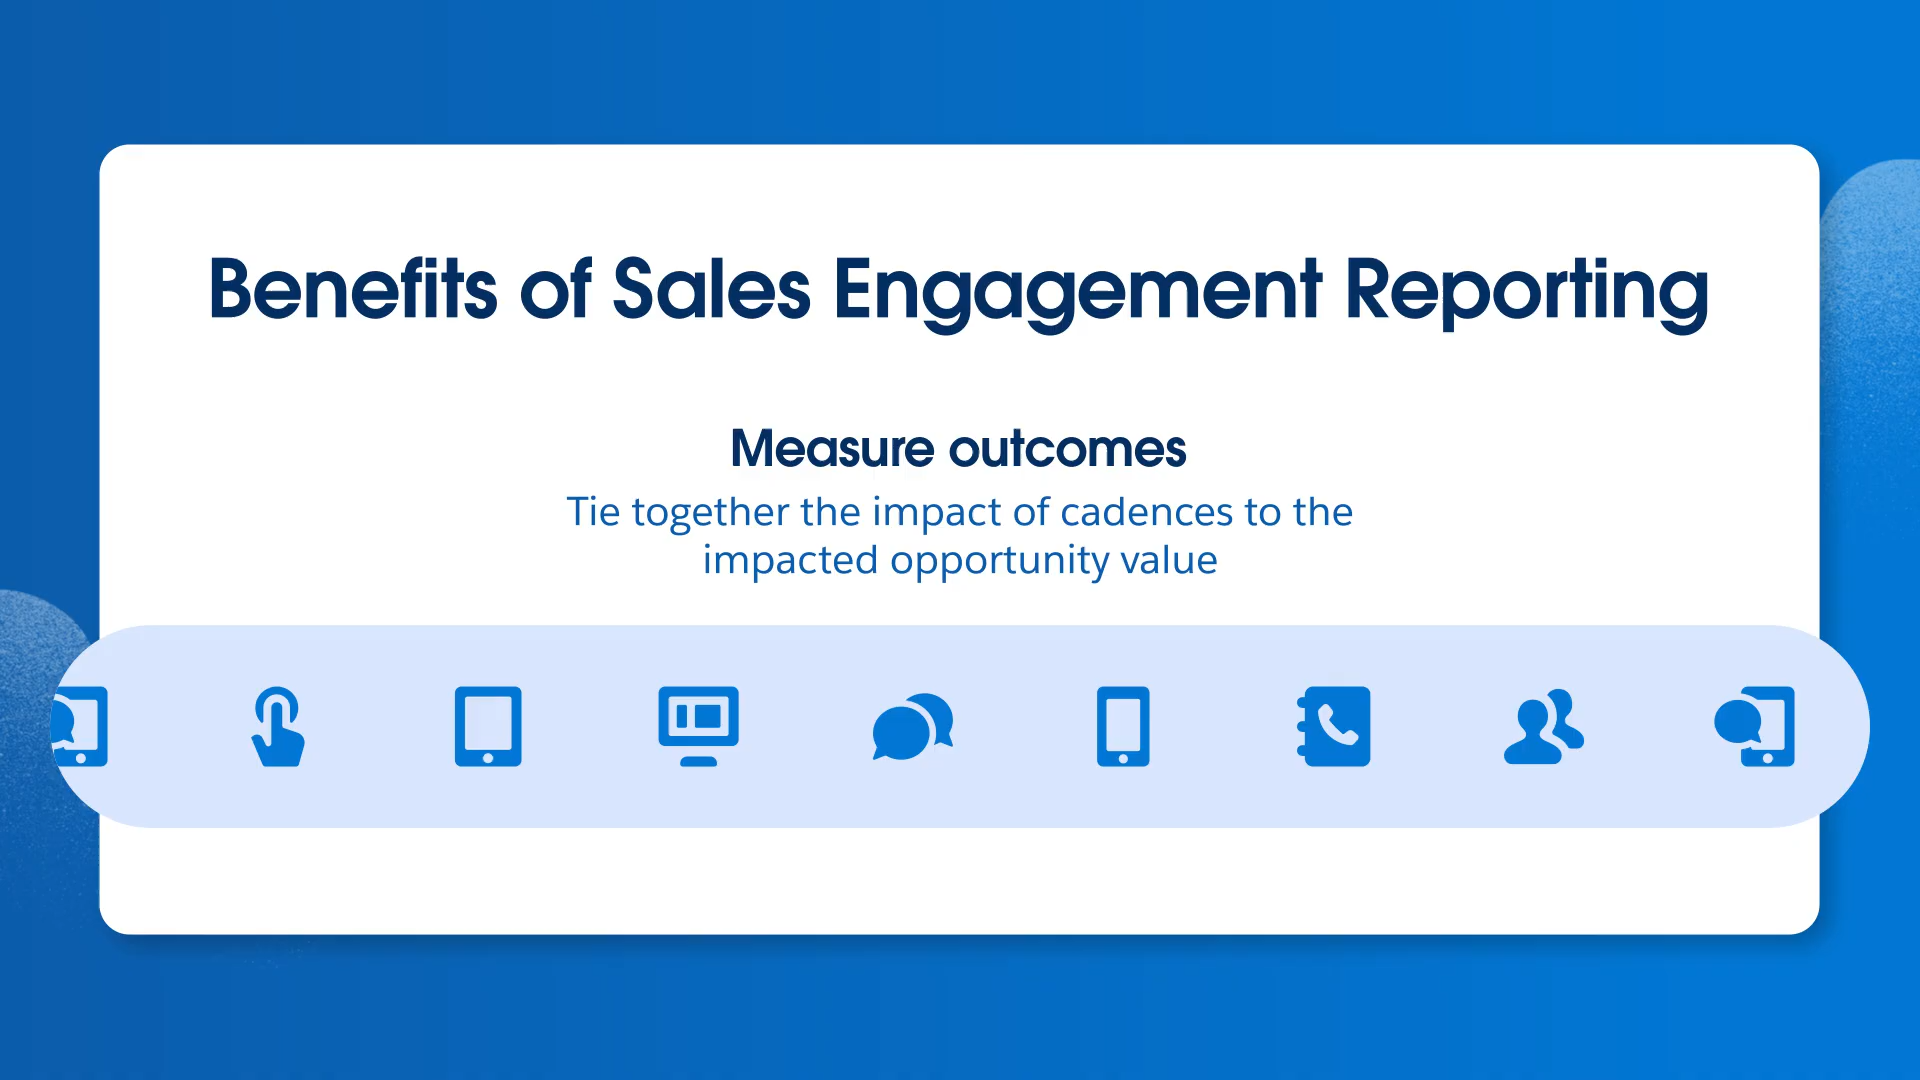 Benefits of Sales Engagement Reporting
Measure outcomes
Tie together the impact of cadences to the
impacted opportunity value